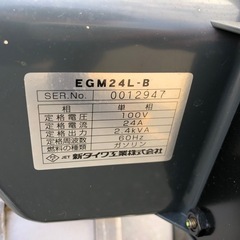 EGM24L-B
SER.No. 0012947
相 単相
定格電圧 100V
定格電流 24A
定格出力 2.4kVA
定格周波数 60Hz
燃料の種類 ガソリン
JET 新ダイワ工業株式会社